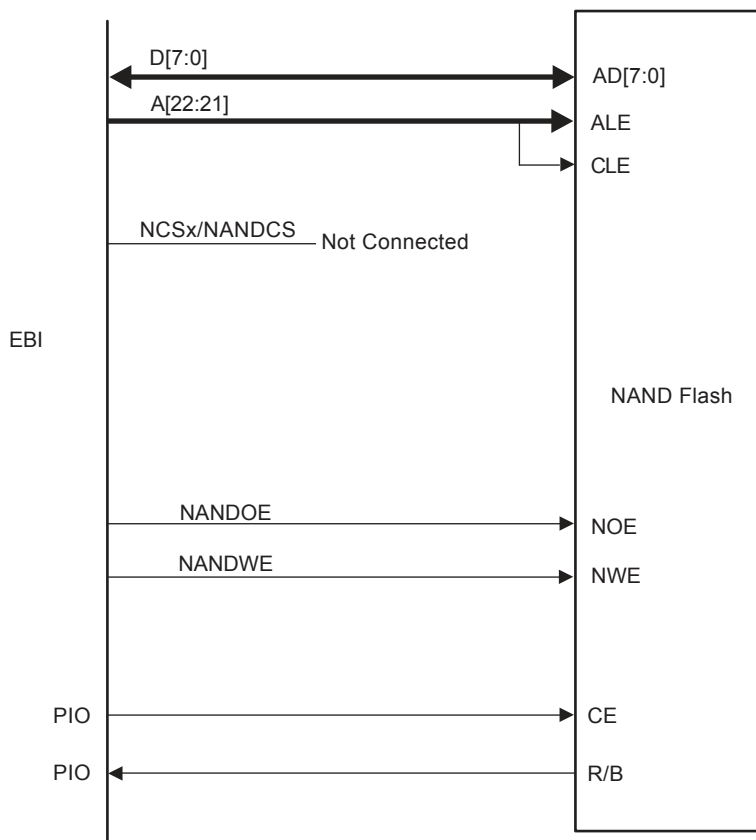 D[7:0]
AD[7:0]
A[22:21]
ALE
CLE
NCSx/NANDCS
Not Connected
EBI
NAND Flash
NANDOE
NOE
NANDWE
NWE
PIO
CE
PIO
R/B